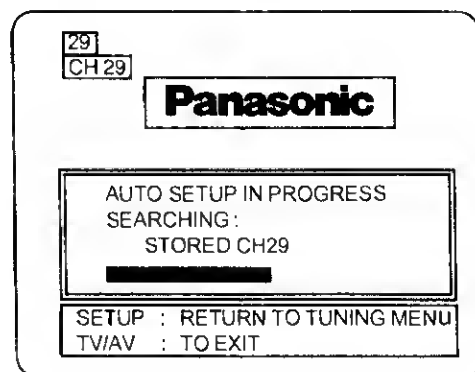 29
CH 29
Panasonic
AUTO SETUP IN PROGRESS
SEARCHING :
STORED CH29
SETUP : RETURN TO TUNING MENU
TV/AV : TO EXIT